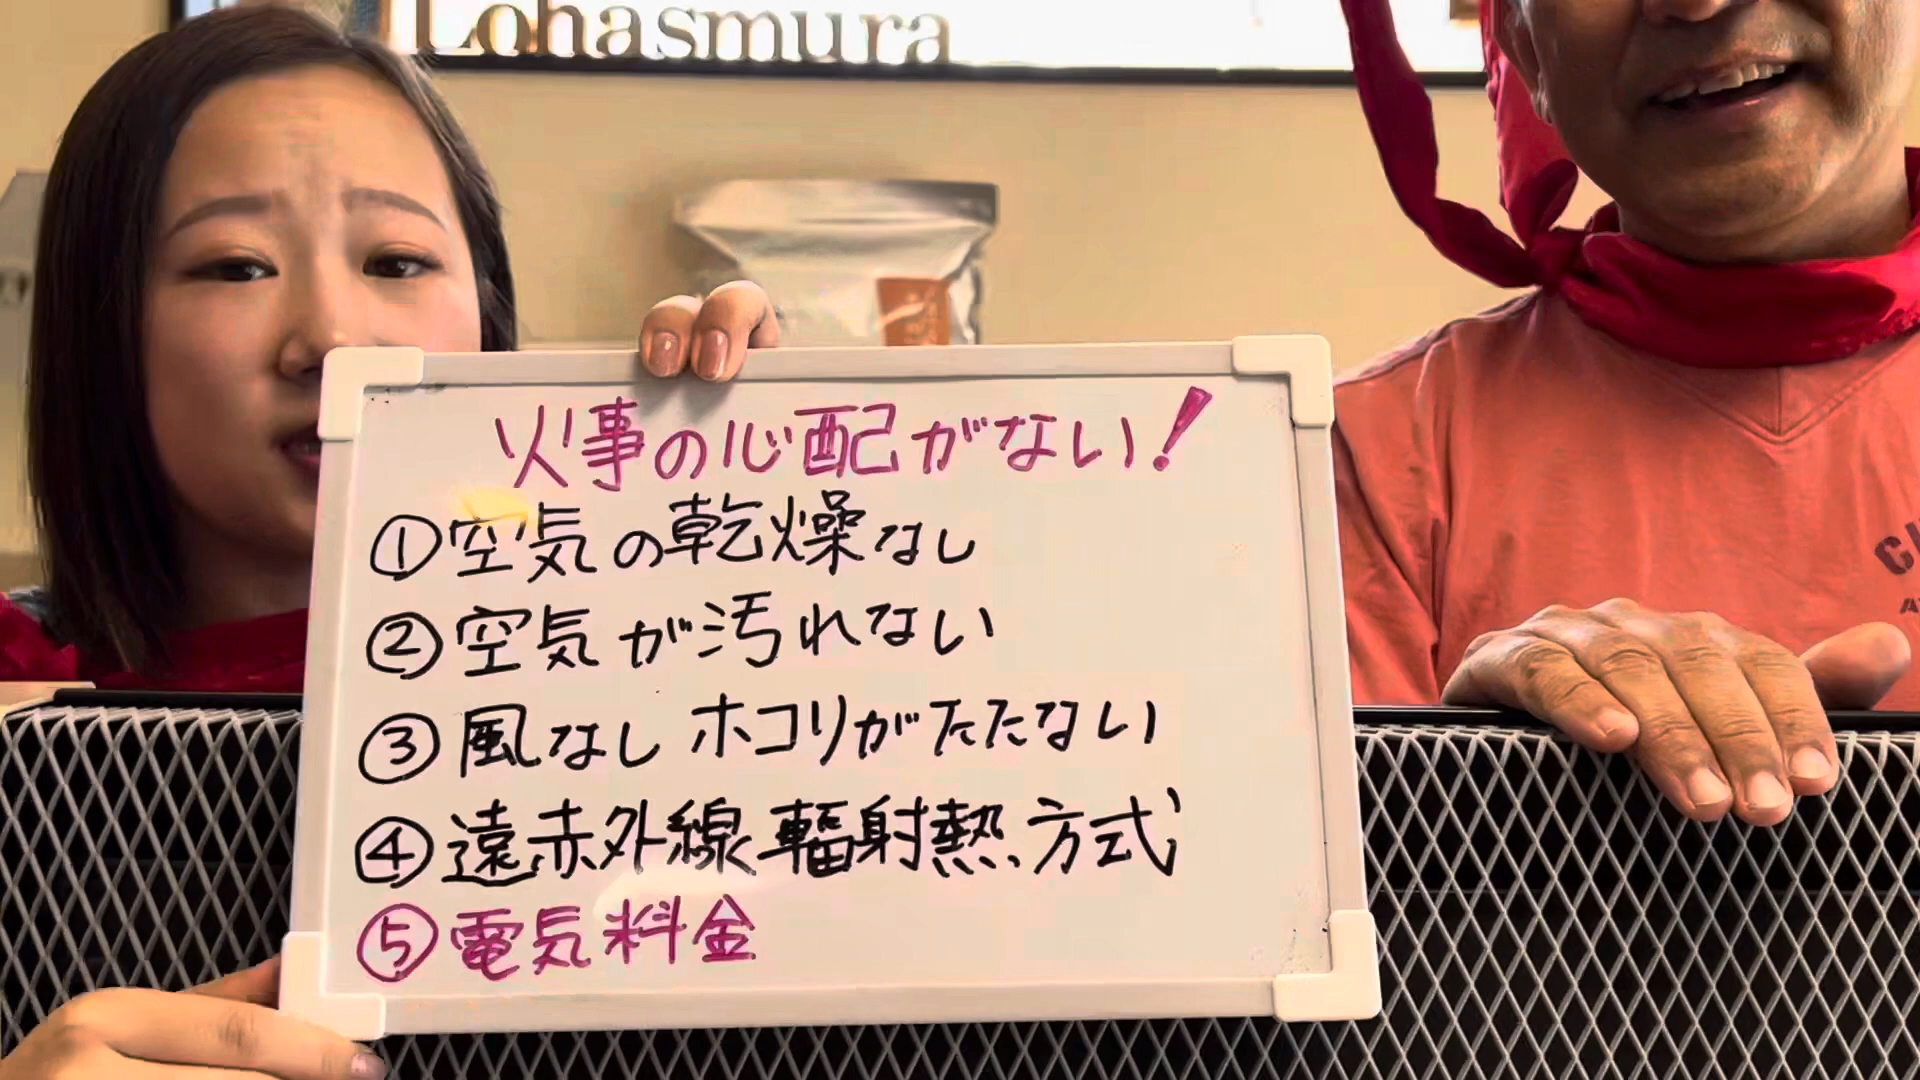 Lohasmura
火事の心配がない!
①空気の乾燥なし
②空気が汚れない
③風なし ホコリがたたない
④遠赤外線輻射熱方式
⑤電気料金